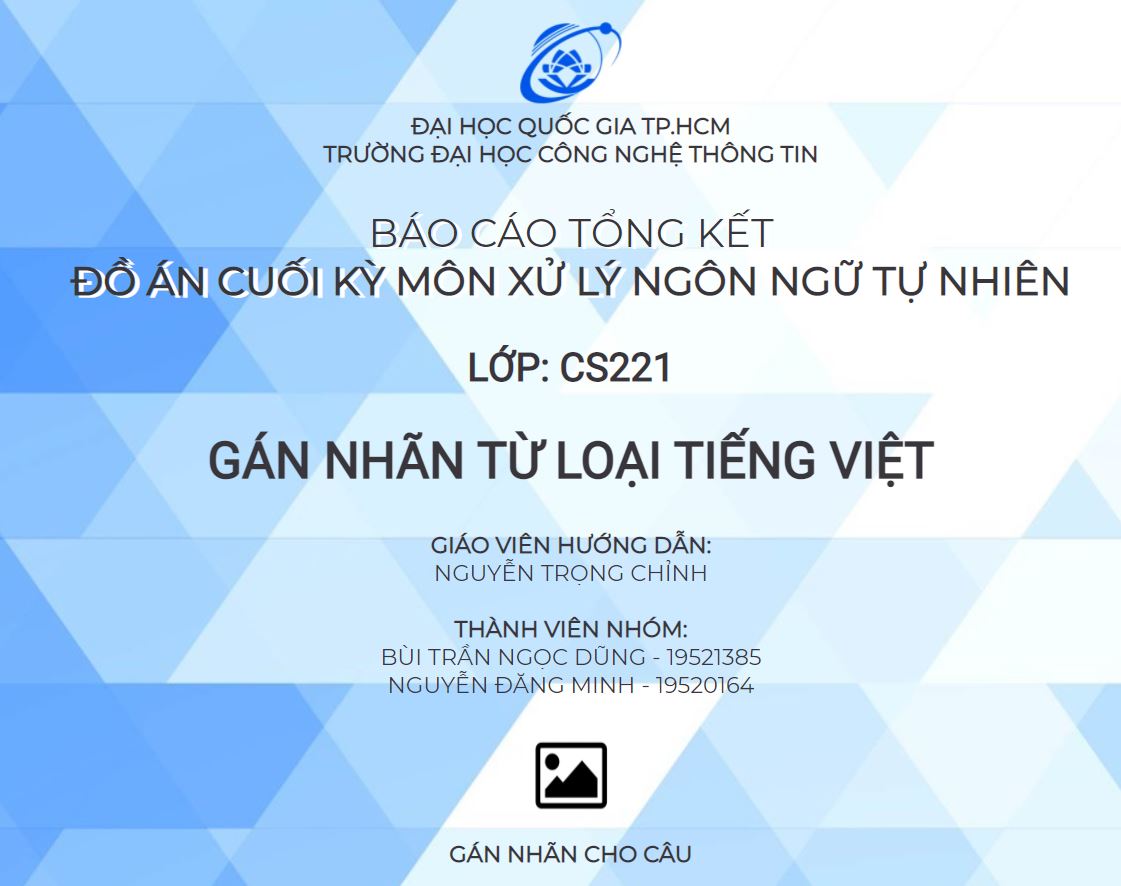 ĐẠI HỌC QUỐC GIA TP.HCM
TRƯỜNG ĐẠI HỌC CÔNG NGHỆ THÔNG TIN
BÁO CÁO TỔNG KẾT
ĐỒ ÁN CUỐI KỲ MÔN XỬ LÝ NGÔN NGỮ TỰ NHIÊN
LỚP: CS221
GÁN NHÃN TỪ LOẠI TIẾNG VIỆT
GIÁO VIÊN HƯỚNG DẪN:
NGUYỄN TRỌNG CHỈNH
THÀNH VIÊN NHÓM:
BÙI TRẦN NGỌC DŨNG - 19521385
NGUYỄN ĐĂNG MINH - 19520164
GÁN NHÃN CHO CÂU